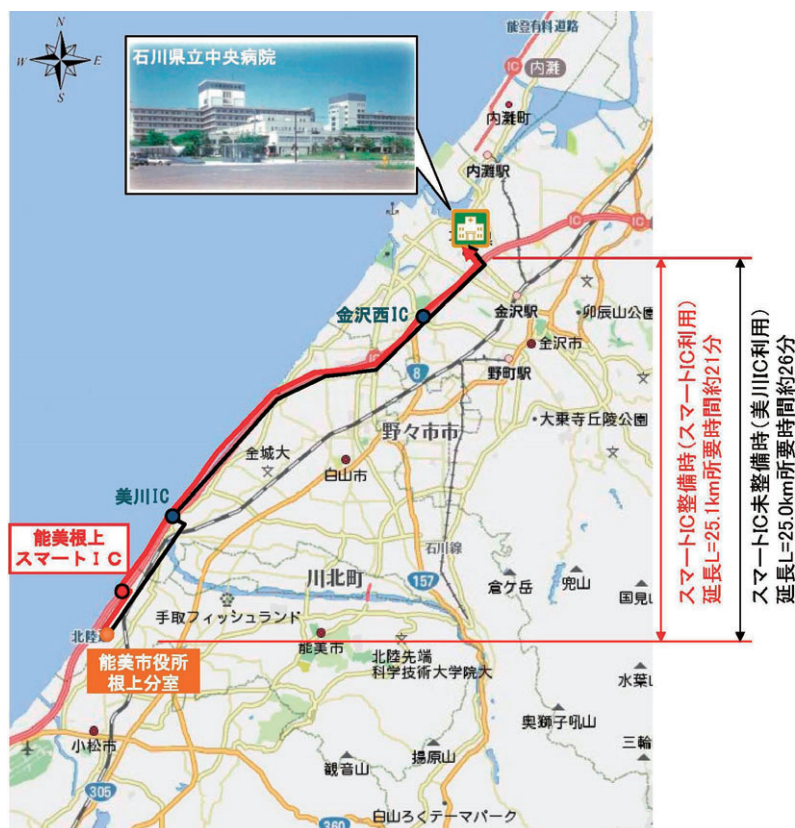 N
W
E
S
石川県立中央病院
能登有料道路
IC
内灘
内灘町
内灘駅
IC
IC
金沢西IC
金沢駅
卯辰山公園
金沢市
IC
8
野町駅
大乗寺丘陵公園
野々市市
金城大
白山市
美川IC
能美根上
スマートIC
石川線
川北町
157
倉ケ岳
兜山
国見山
手取フィッシュランド
北陸
能美市役所
根上分室
能美市
北陸先端
科学技術大学院大
水葉山
奥獅子吼山
小松市
三輪
観音山
揚原山
305
白山ろくテーマパーク
360
スマートIC整備時(スマートIC利用)
延長L=25.1km所要時間約21分
スマートIC未整備時(美川IC利用)
延長L=25.0km所要時間約26分